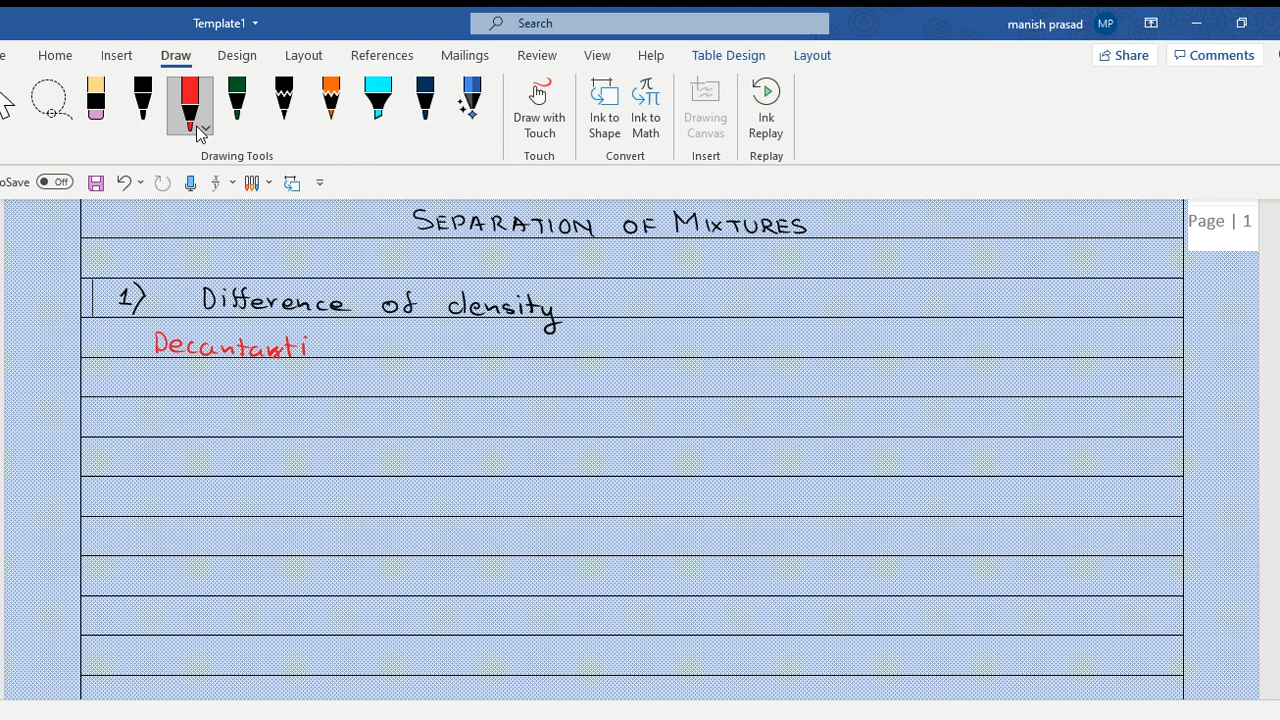 Template1
Search
manish prasad MP
Home Insert Draw Design Layout References Mailings Review View Help Table Design Layout
Share Comments
Draw with Touch
Ink to Shape
Ink to Math
Drawing Canvas
Ink Replay
Drawing Tools Touch Convert Insert Replay
Off
SEPARATION OF MIXTURES
Page | 1
1) Difference of density